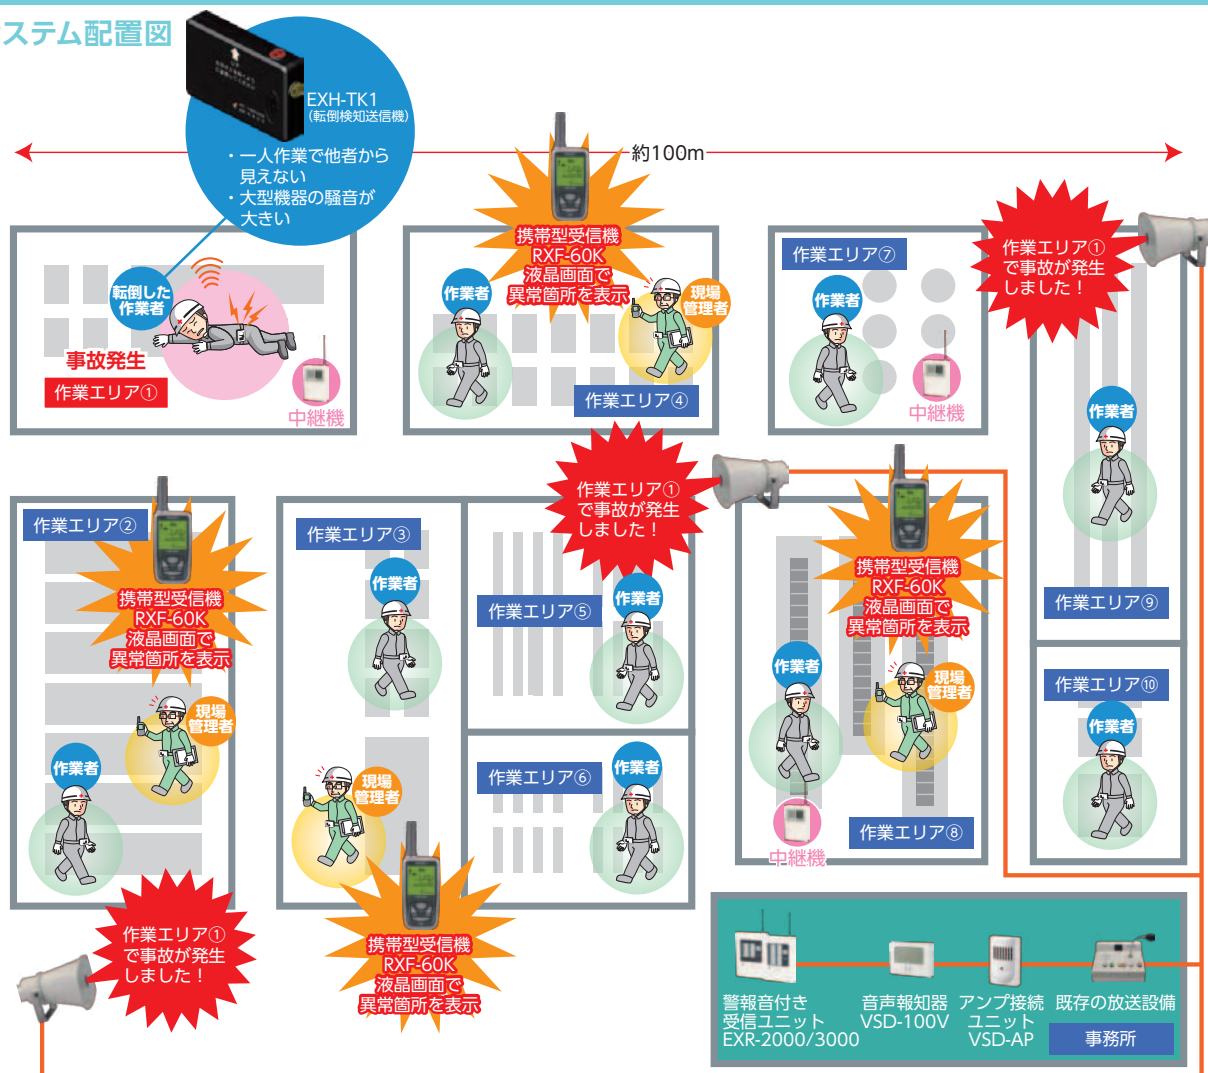 ステム配置図
EXH-TK1
(転倒検知送信機)
・一人作業で他者から
見えない
・大型機器の騒音が
大きい
約100m
転倒した
作業者
事故発生
作業エリア①
中継機
携帯型受信機
RXF-60K
液晶画面で
異常箇所を表示
作業者
現場
管理者
作業エリア④
作業エリア⑦
作業者
中継機
作業エリア①
で事故が発生
しました！
作業者
作業エリア⑨
作業エリア②
携帯型受信機
RXF-60K
液晶画面で
異常箇所を表示
現場
管理者
作業者
作業エリア③
作業者
現場
管理者
携帯型受信機
RXF-60K
液晶画面で
異常箇所を表示
作業エリア①
で事故が発生
しました！
作業エリア⑤
作業者
作業エリア⑥
作業者
携帯型受信機
RXF-60K
液晶画面で
異常箇所を表示
作業者
現場
管理者
中継機
作業エリア⑧
作業エリア⑩
作業者
作業エリア①
で事故が発生
しました！
警報音付き
受信ユニット
EXR-2000/3000
音声報知器
VSD-100V
アンプ接続
ユニット
VSD-AP
既存の放送設備
事務所